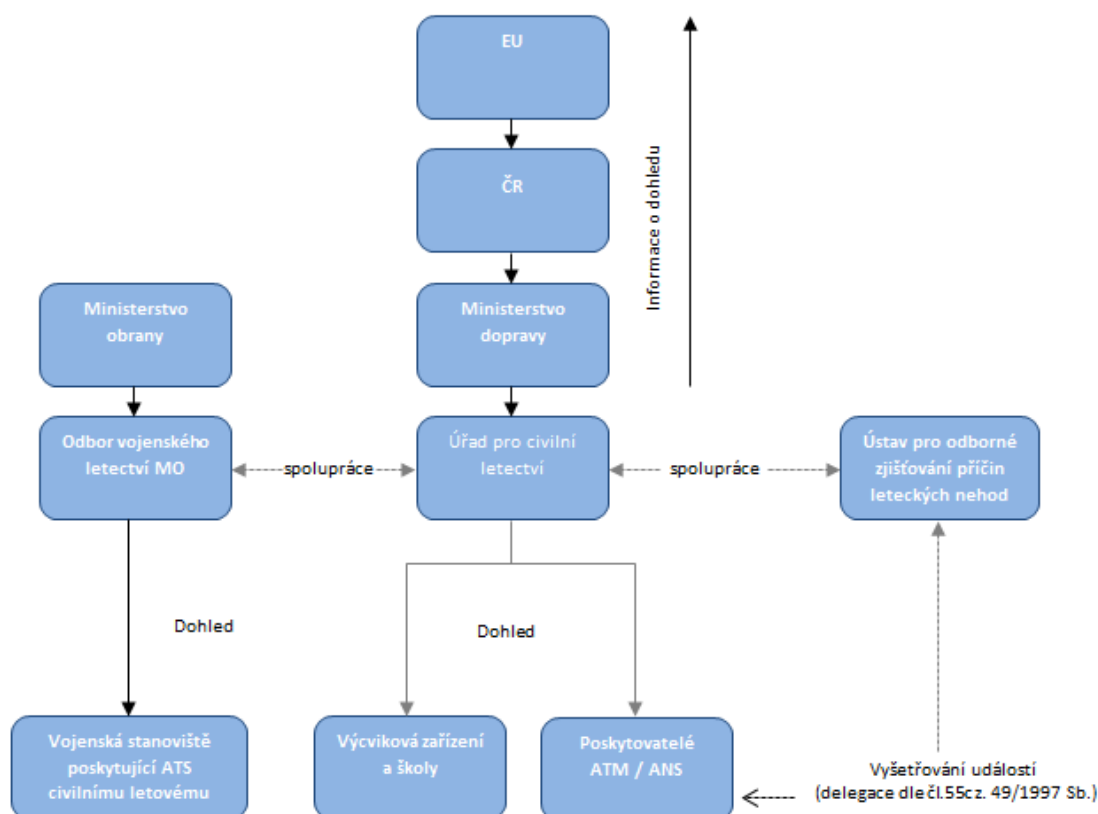 EU
ČR
Informace o dohledu
Ministerstvo
obrany
Ministerstvo
dopravy
Odbor vojenského
letectví MO
spolupráce
Úřad pro civilní
letectví
spolupráce
Ústav pro odborné
zjišťování příčin
leteckých nehod
Dohled
Dohled
Vojenská stanoviště
poskytující ATS
civilnímu letovému
Výcviková zařízení
a školy
Poskytovatelé
ATM / ANS
Vyšetřování událostí
(delegace dle čl.55cz. 49/1997 Sb.)